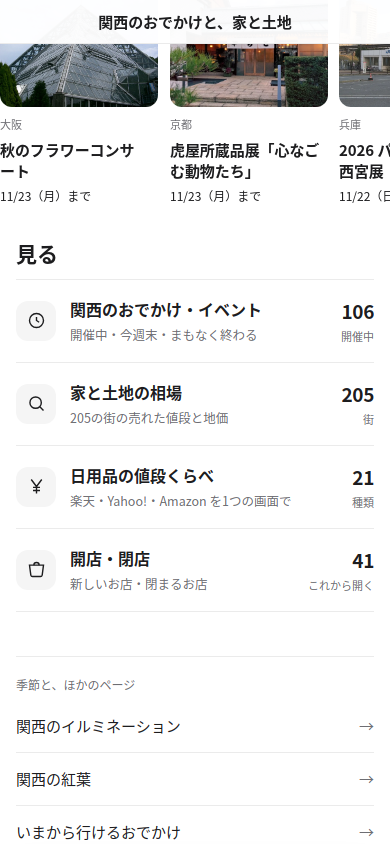 関西のおでかけと、家と土地
大阪
秋のフラワーコンサ
ート
11/23（月）まで
京都
虎屋所蔵品展「心なご
む動物たち」
11/23（月）まで
兵庫
2026
西宮展
11/22（日
見る
関西のおでかけ・イベント
開催中・今週末・まもなく終わる
106
開催中
家と土地の相場
205の街の売れた値段と地価
205
街
日用品の値段くらべ
楽天・Yahoo!・Amazon を1つの画面で
21
種類
開店・閉店
新しいお店・閉まるお店
41
これから開く
季節と、ほかのページ
関西のイルミネーション
→
関西の紅葉
→
いまから行けるおでかけ
→